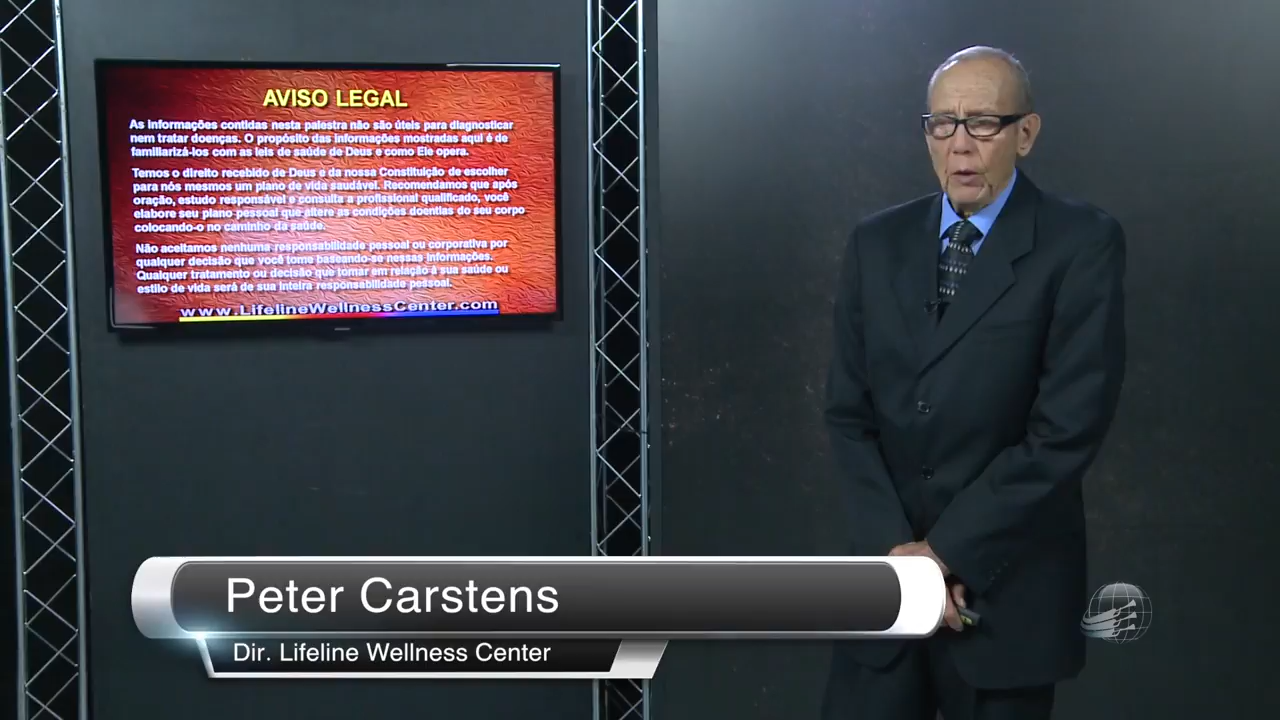 AVISO LEGAL
As informações contidas nesta palestra não são úteis para diagnosticar
nem tratar doenças. O propósito das informações mostradas aqui é de
familiarizá-los com as leis de saúde de Deus e como Ele opera.
Temos o direito recebido de Deus e da nossa Constituição de escolher
para nós mesmos um plano de vida saudável. Recomendamos que após
oração, estudo responsável e consulta a profissional qualificado, você
elabore seu plano pessoal que altere as condições doentias do seu corpo
colocando-o no caminho da saúde.
Não aceitamos nenhuma responsabilidade pessoal ou corporativa por
qualquer decisão que você tome baseando-se nessas informações.
Qualquer tratamento ou decisão que tomar em relação à sua saúde ou
estilo de vida será de sua inteira responsabilidade pessoal.
www.LifelineWellnessCenter.com
Peter Carstens
Dir. Lifeline Wellness Center